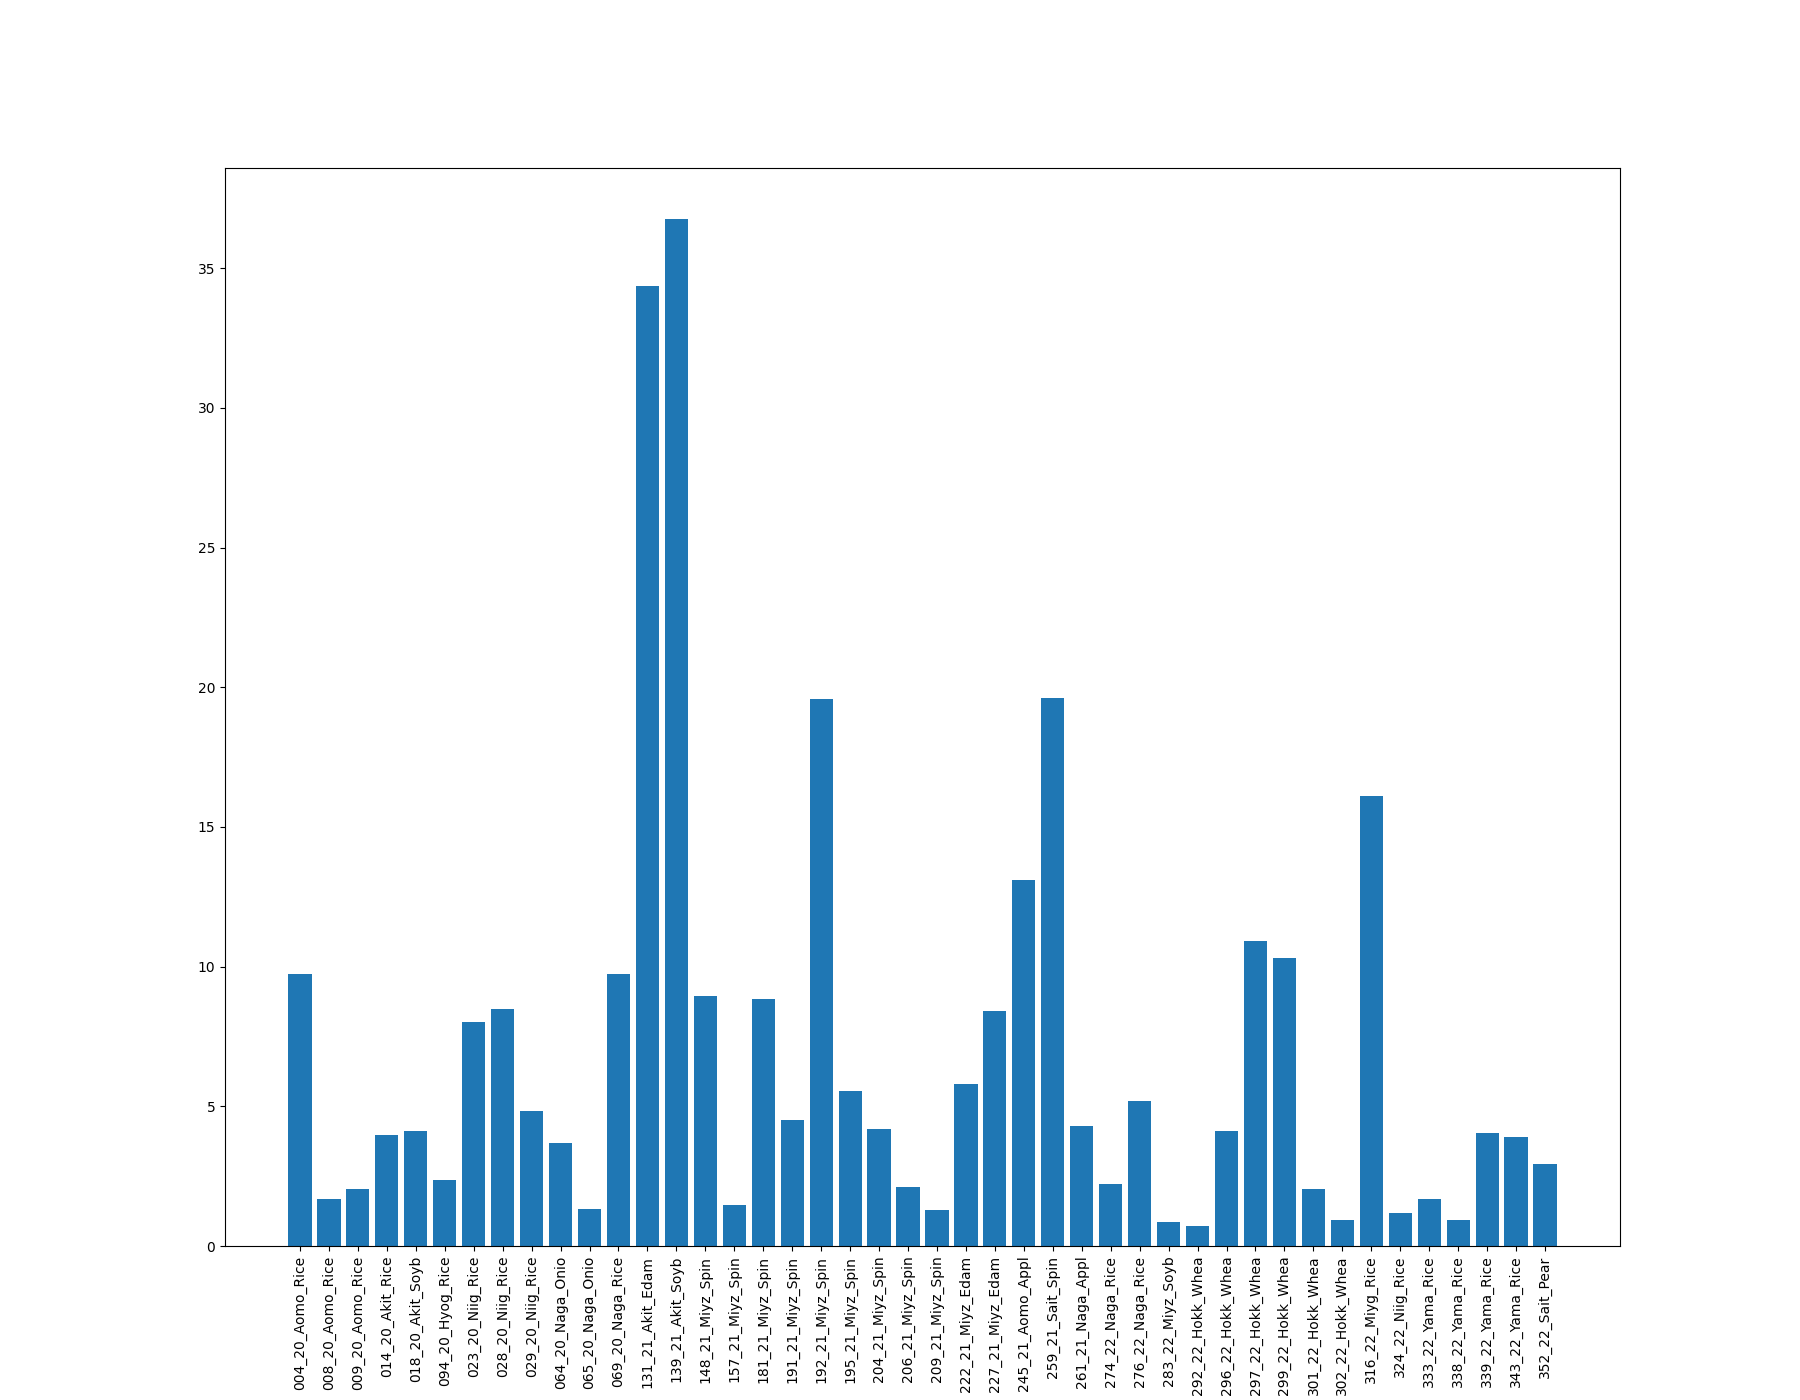 35
30
25
20
15
10
5
0
004_20_Aomo_Rice
008_20_Aomo_Rice
009_20_Aomo_Rice
014_20_Akit_Rice
018_20_Akit_Soyb
094_20_Hyog_Rice
023_20_Niig_Rice
028_20_Niig_Rice
029_20_Niig_Rice
064_20_Naga_Onio
065_20_Naga_Onio
069_20_Naga_Rice
131_21_Akit_Edam
139_21_Akit_Soyb
148_21_Miyz_Spin
157_21_Miyz_Spin
181_21_Miyz_Spin
191_21_Miyz_Spin
192_21_Miyz_Spin
195_21_Miyz_Spin
204_21_Miyz_Spin
206_21_Miyz_Spin
209_21_Miyz_Spin
222_21_Miyz_Edam
227_21_Miyz_Edam
245_21_Aomo_Appl
259_21_Sait_Spin
261_21_Naga_Appl
274_22_Naga_Rice
276_22_Naga_Rice
283_22_Miyz_Soyb
292_22_Hokk_Whea
296_22_Hokk_Whea
297_22_Hokk_Whea
299_22_Hokk_Whea
301_22_Hokk_Whea
302_22_Hokk_Whea
316_22_Miyg_Rice
324_22_Niig_Rice
333_22_Yama_Rice
338_22_Yama_Rice
339_22_Yama_Rice
343_22_Yama_Rice
352_22_Sait_Pear